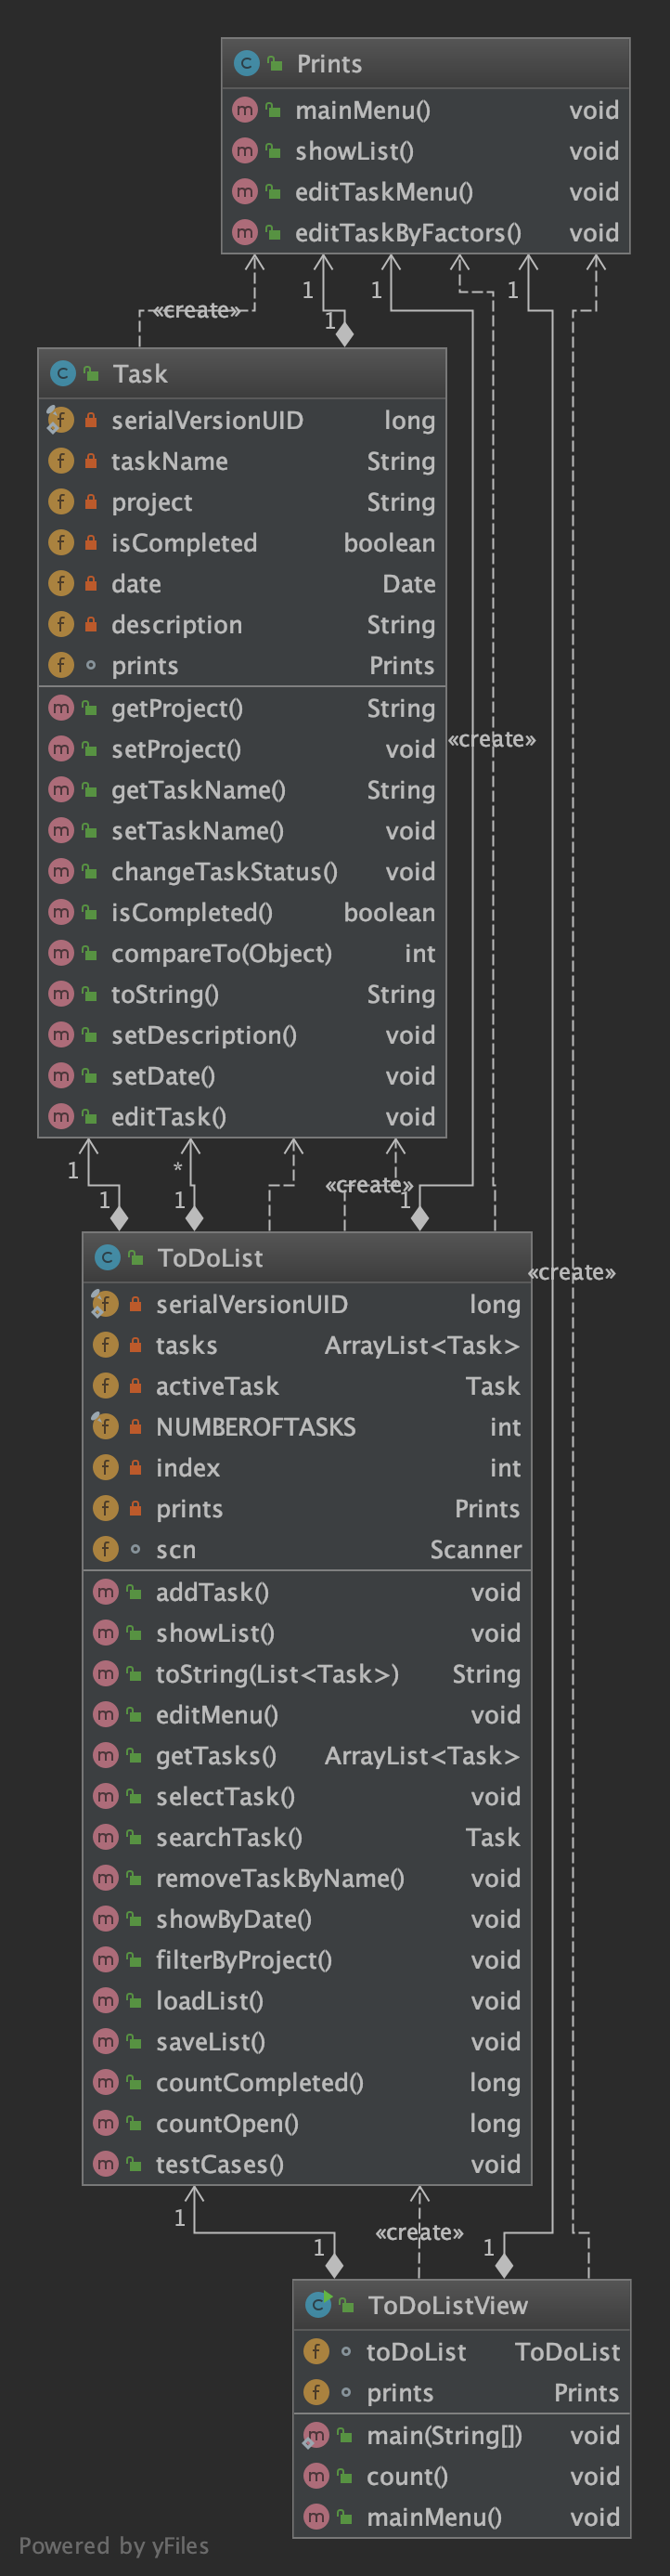 Prints
mainMenu() void
showList() void
editTaskMenu() void
editTaskByFactors() void
1 1 1
«create»
1
Task
serialVersionUID long
taskName String
project String
isCompleted boolean
date Date
description String
prints Prints
getProject() String
setProject() void
«create»
getTaskName() String
setTaskName() void
changeTaskStatus() void
isCompleted() boolean
compareTo(Object) int
toString() String
setDescription() void
setDate() void
editTask() void
1 *
«create»
1 1 1
ToDoList
«create»
serialVersionUID long
tasks ArrayList<Task>
activeTask Task
NUMBEROFTASKS int
index int
prints Prints
scn Scanner
addTask() void
showList() void
toString(List<Task>) String
editMenu() void
getTasks() ArrayList<Task>
selectTask() void
searchTask() Task
removeTaskByName() void
showByDate() void
filterByProject() void
loadList() void
saveList() void
countCompleted() long
countOpen() long
testCases() void
1
«create»
1 1
ToDoListView
toDoList ToDoList
prints Prints
main(String[]) void
count() void
mainMenu() void
Powered by yFiles